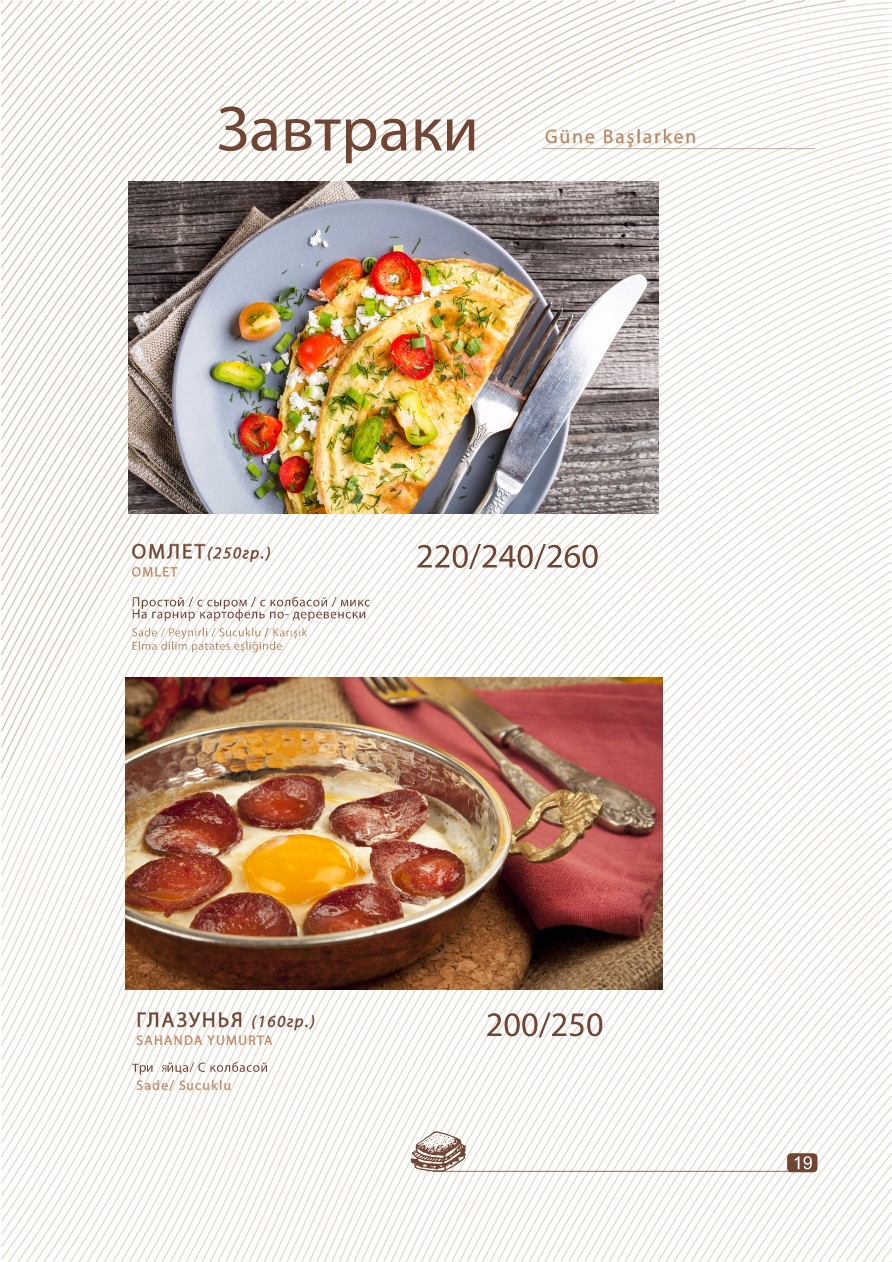 Завтраки
Güne Başlarken
ОМЛЕТ(250гр.)
220/240/260
OMLET
Простой / с сыром / с колбасой / микс
На гарнир картофель по- деревенски
Sade / Peynirli / Sucuklu / Karışık
Elma dilim patates eşliğinde
ГЛАЗУНЬЯ (160гр.)
200/250
SAHANDA YUMURTA
Три яйца/ С колбасой
Sade/ Sucuklu
19